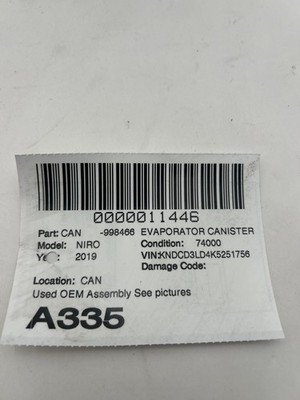 0000011446
Part: CAN -998466 EVAPORATOR CANISTER
Model: NIRO Condition: 74000
Year: 2019 VIN:KNDCD3LD4K5251756
Damage Code:
Location: CAN
Used OEM Assembly See pictures
A335